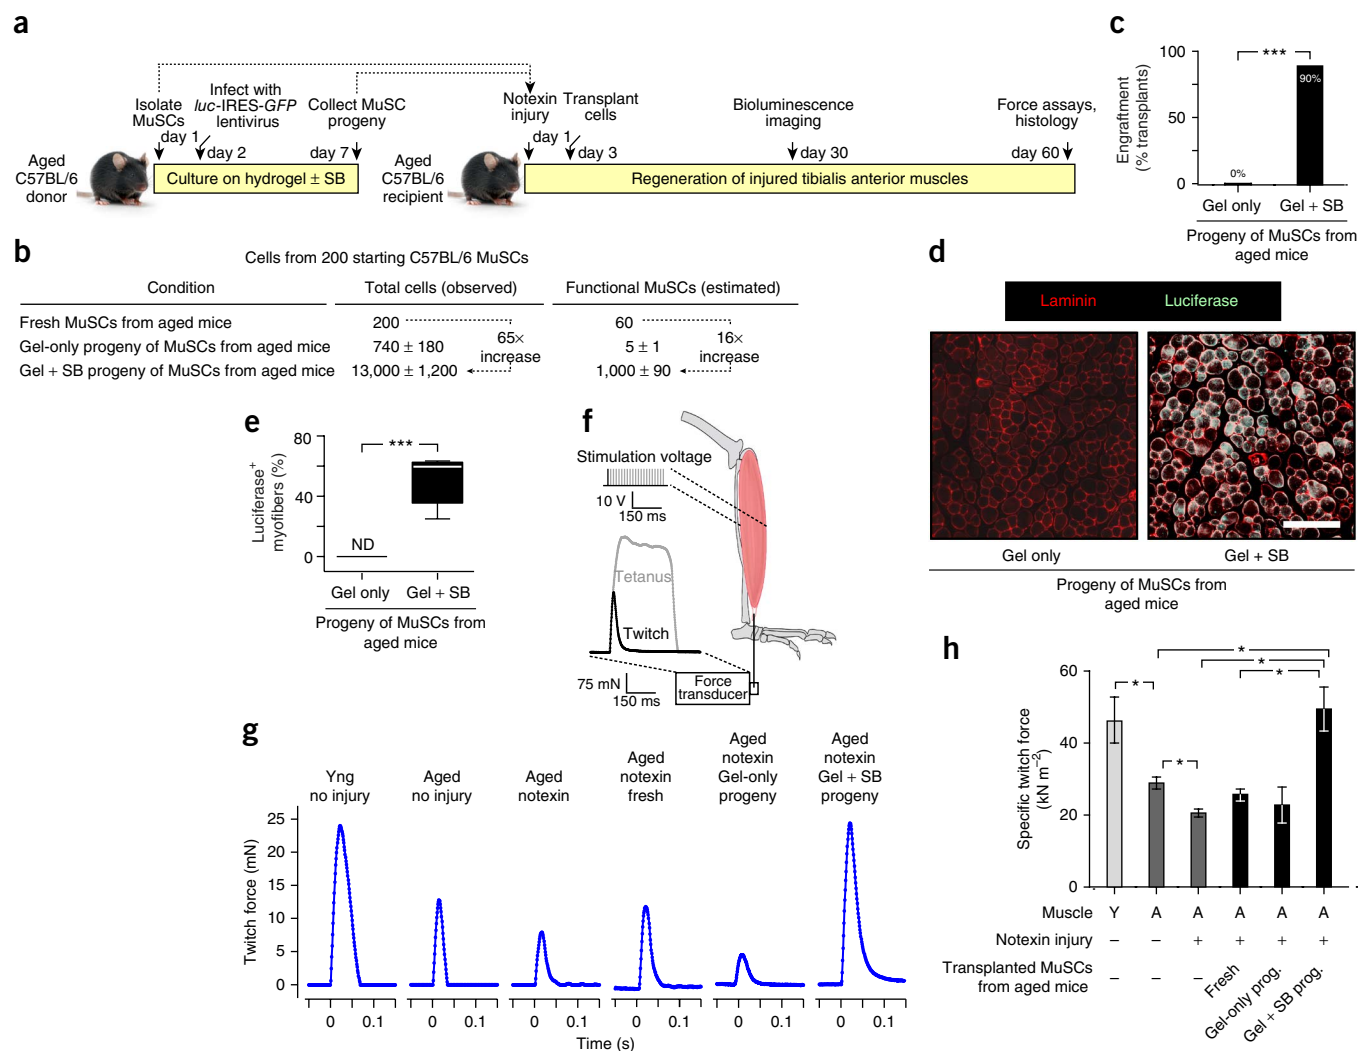 a
Isolate
MuSCs
day 1
Infect with
luc-IRES-GFP
lentivirus
day 2
Collect MuSC
progeny
day 7
Aged
C57BL/6
donor
Culture on hydrogel ± SB
Aged
C57BL/6
recipient
Notexin
injury
day 1
Transplant
cells
day 3
Bioluminescence
imaging
day 30
Force assays,
histology
day 60
Regeneration of injured tibialis anterior muscles
b
Cells from 200 starting C57BL/6 MuSCs
Condition Total cells (observed) Functional MuSCs (estimated)
Fresh MuSCs from aged mice 200 60
Gel-only progeny of MuSCs from aged mice 740 ± 180 5 ± 1
Gel + SB progeny of MuSCs from aged mice 13,000 ± 1,200 1,000 ± 90
65×
increase
16×
increase
c
Engraftment
(% transplants)
100
50
0
***
0%
90%
Gel only Gel + SB
Progeny of MuSCs from
aged mice
d
Laminin Luciferase
Gel only Gel + SB
Progeny of MuSCs from
aged mice
e
Luciferase+
myofibers (%)
80
40
0
***
ND
Gel only Gel + SB
Progeny of MuSCs from
aged mice
f
Stimulation voltage
10 V
150 ms
Tetanus
Twitch
75 mN
150 ms
Force
transducer
g
Yng
no injury
Aged
no injury
Aged
notexin
Aged
notexin
fresh
Aged
notexin
Gel-only
progeny
Aged
notexin
Gel + SB
progeny
Twitch force (mN)
25
20
15
10
5
0
0 0.1 0 0.1 0 0.1 0 0.1 0 0.1 0 0.1
Time (s)
h
Specific twitch force
(kN m−2)
60
40
20
0
* * * * *
Muscle Y A A A A A
Notexin injury − − + + + +
Transplanted MuSCs
from aged mice
− − −
Fresh
Gel-only prog.
Gel + SB prog.